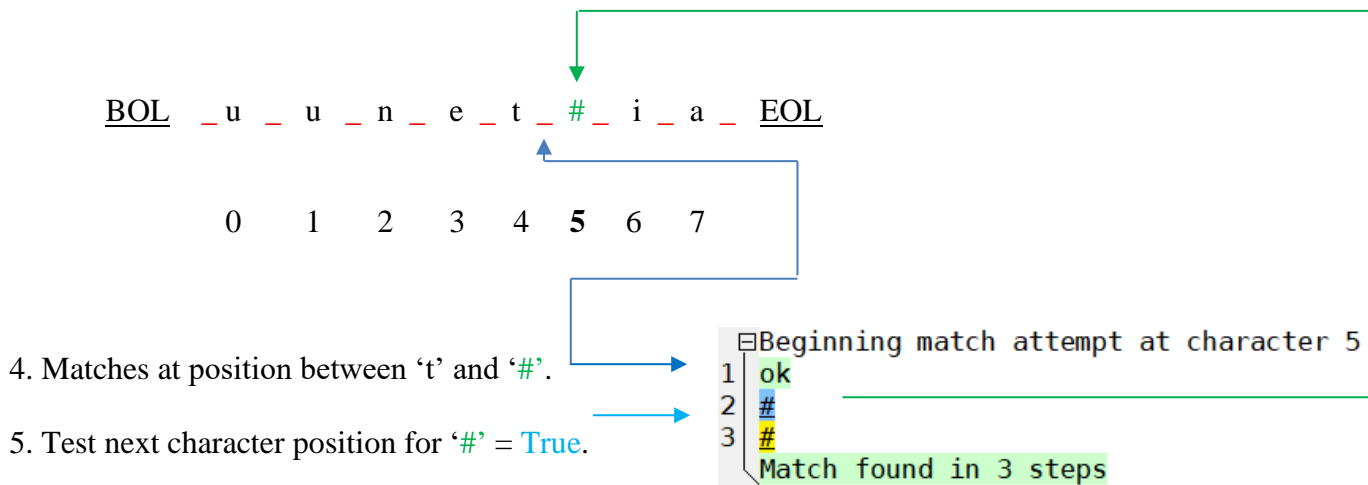 BOL _ u _ u _ n _ e _ t _ # _ i _ a _ EOL
0 1 2 3 4 5 6 7
4. Matches at position between ‘t’ and ‘#’.
5. Test next character position for ‘#’ = True.
Beginning match attempt at character 5
1 ok
2 #
3 #
Match found in 3 steps